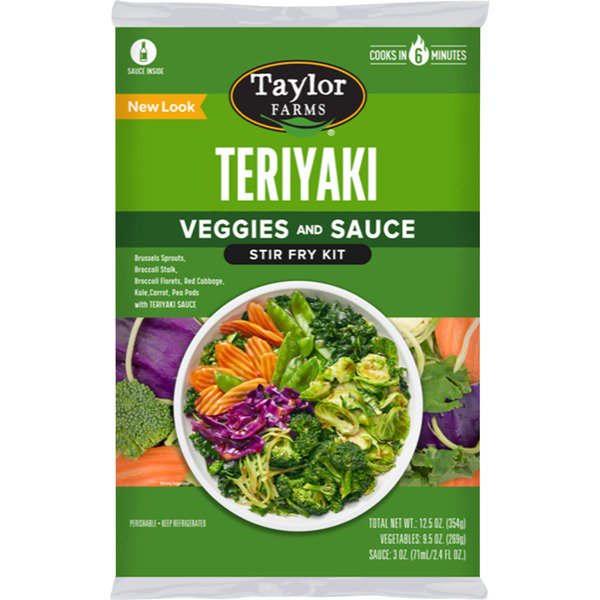 SAUCE INSIDE
COOKS IN 6 MINUTES
Taylor
FARMS
®
New Look
TERIYAKI
VEGGIES AND SAUCE
STIR FRY KIT
Brussels Sprouts,
Broccoli Stalk,
Broccoli Florets, Red Cabbage,
Kale, Carrot, Pea Pods
with TERIYAKI SAUCE
PERISHABLE • KEEP REFRIGERATED
TOTAL NET WT.: 12.5 OZ. (354g)
VEGETABLES: 9.5 OZ. (269g)
SAUCE: 3 OZ. (71mL/2.4 FL OZ.)